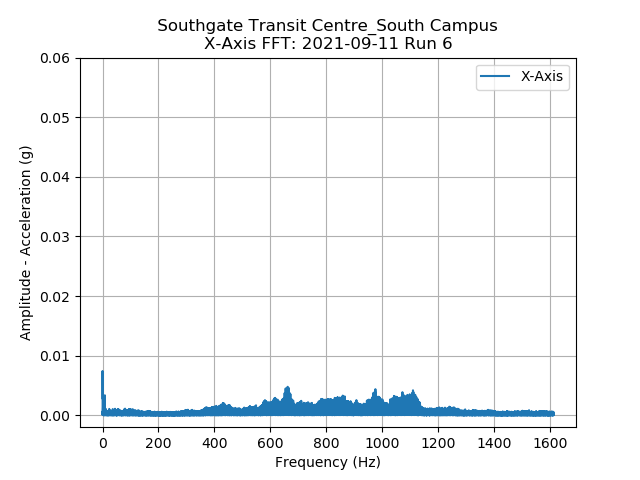 Southgate Transit Centre_South Campus
X-Axis FFT: 2021-09-11 Run 6
X-Axis
0.06
0.05
0.04
0.03
0.02
0.01
0.00
Amplitude - Acceleration (g)
0 200 400 600 800 1000 1200 1400 1600
Frequency (Hz)